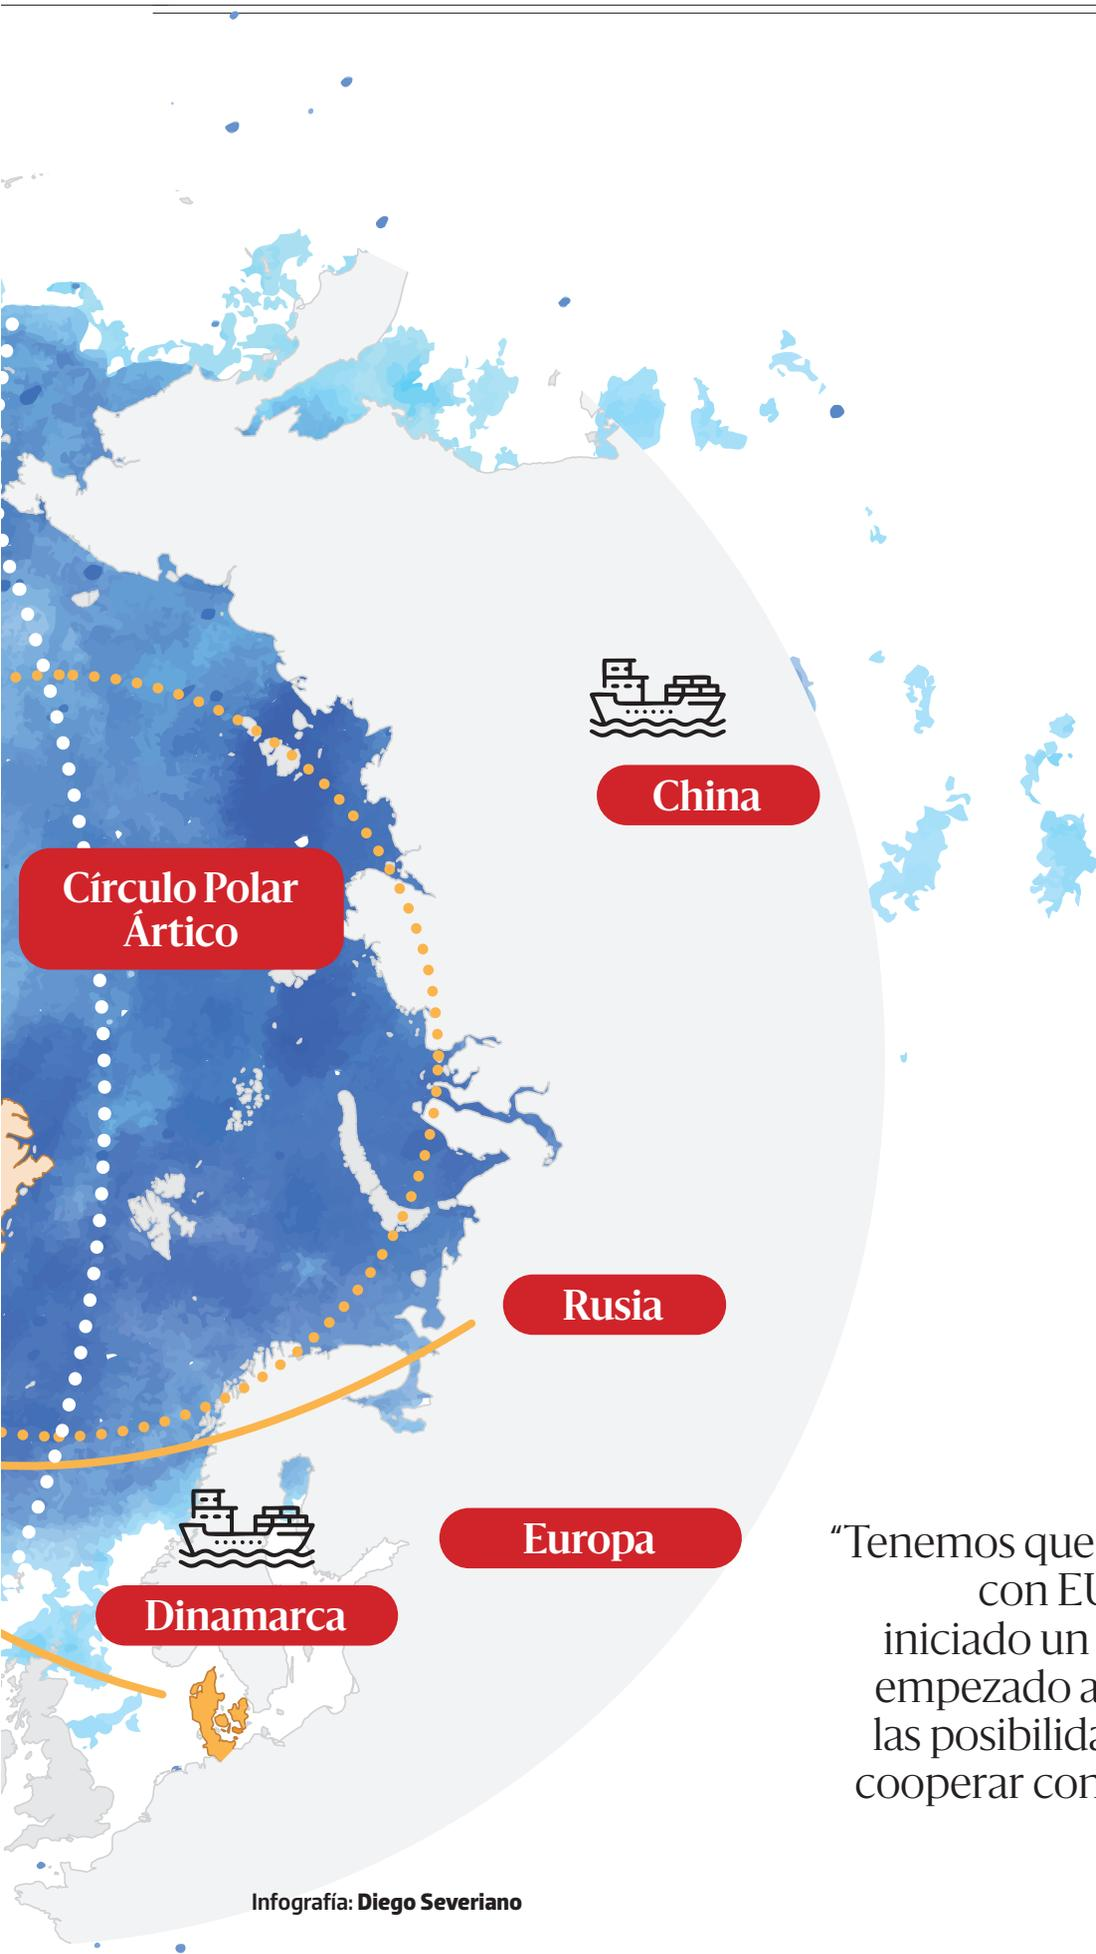 China
Círculo Polar
Ártico
Rusia
Europa
Dinamarca
“Tenemos que
con EU
iniciado un
empezado a
las posibilida
cooperar con
Infografía: Diego Severiano